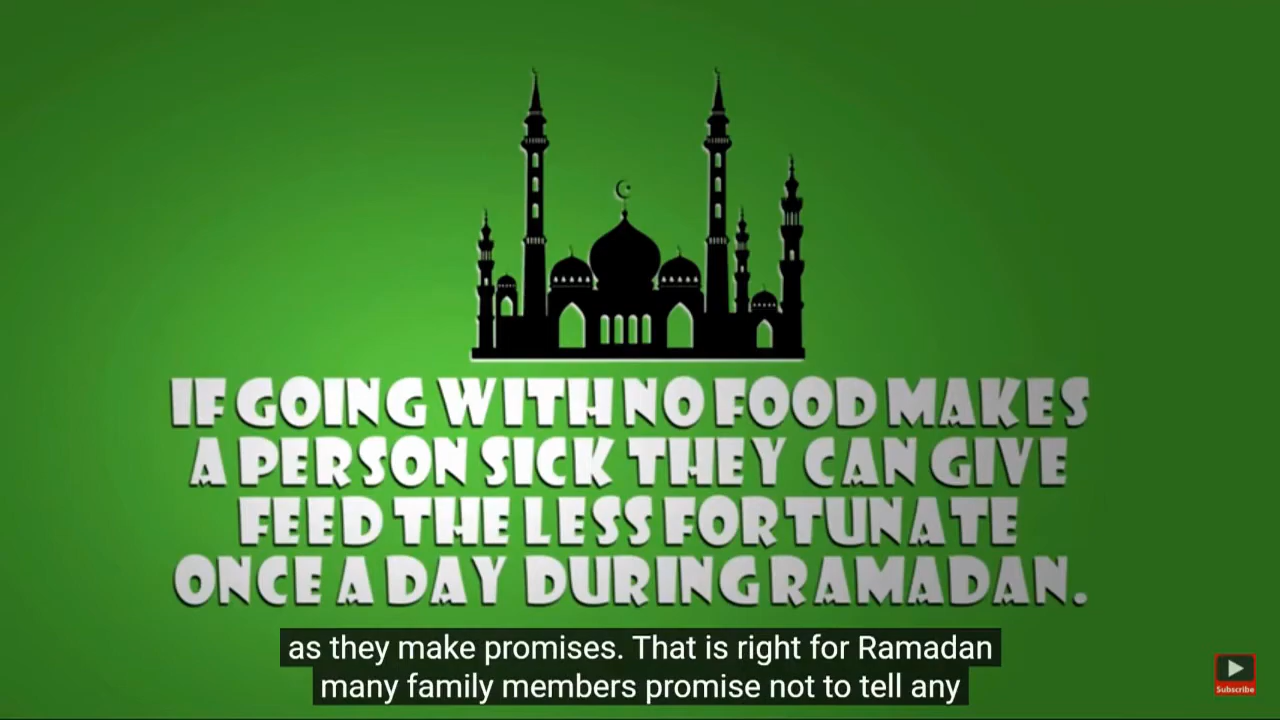 IF GOING WITH NO FOOD MAKES
A PERSON SICK THEY CAN GIVE
FEED THE LESS FORTUNATE
ONCE A DAY DURING RAMADAN.
as they make promises. That is right for Ramadan
many family members promise not to tell any
Subscribe